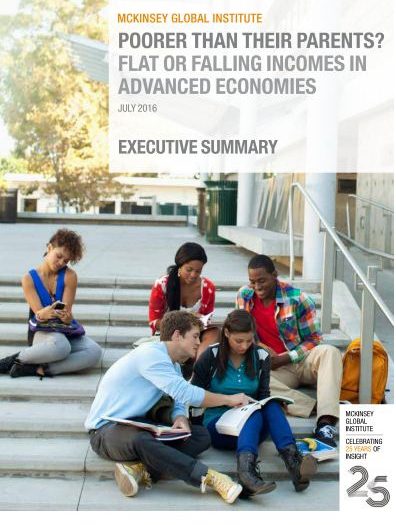 MCKINSEY GLOBAL INSTITUTE
POORER THAN THEIR PARENTS?
FLAT OR FALLING INCOMES IN
ADVANCED ECONOMIES
JULY 2016
EXECUTIVE SUMMARY
MCKINSEY
GLOBAL
INSTITUTE
CELEBRATING
25 YEARS OF
INSIGHT
25